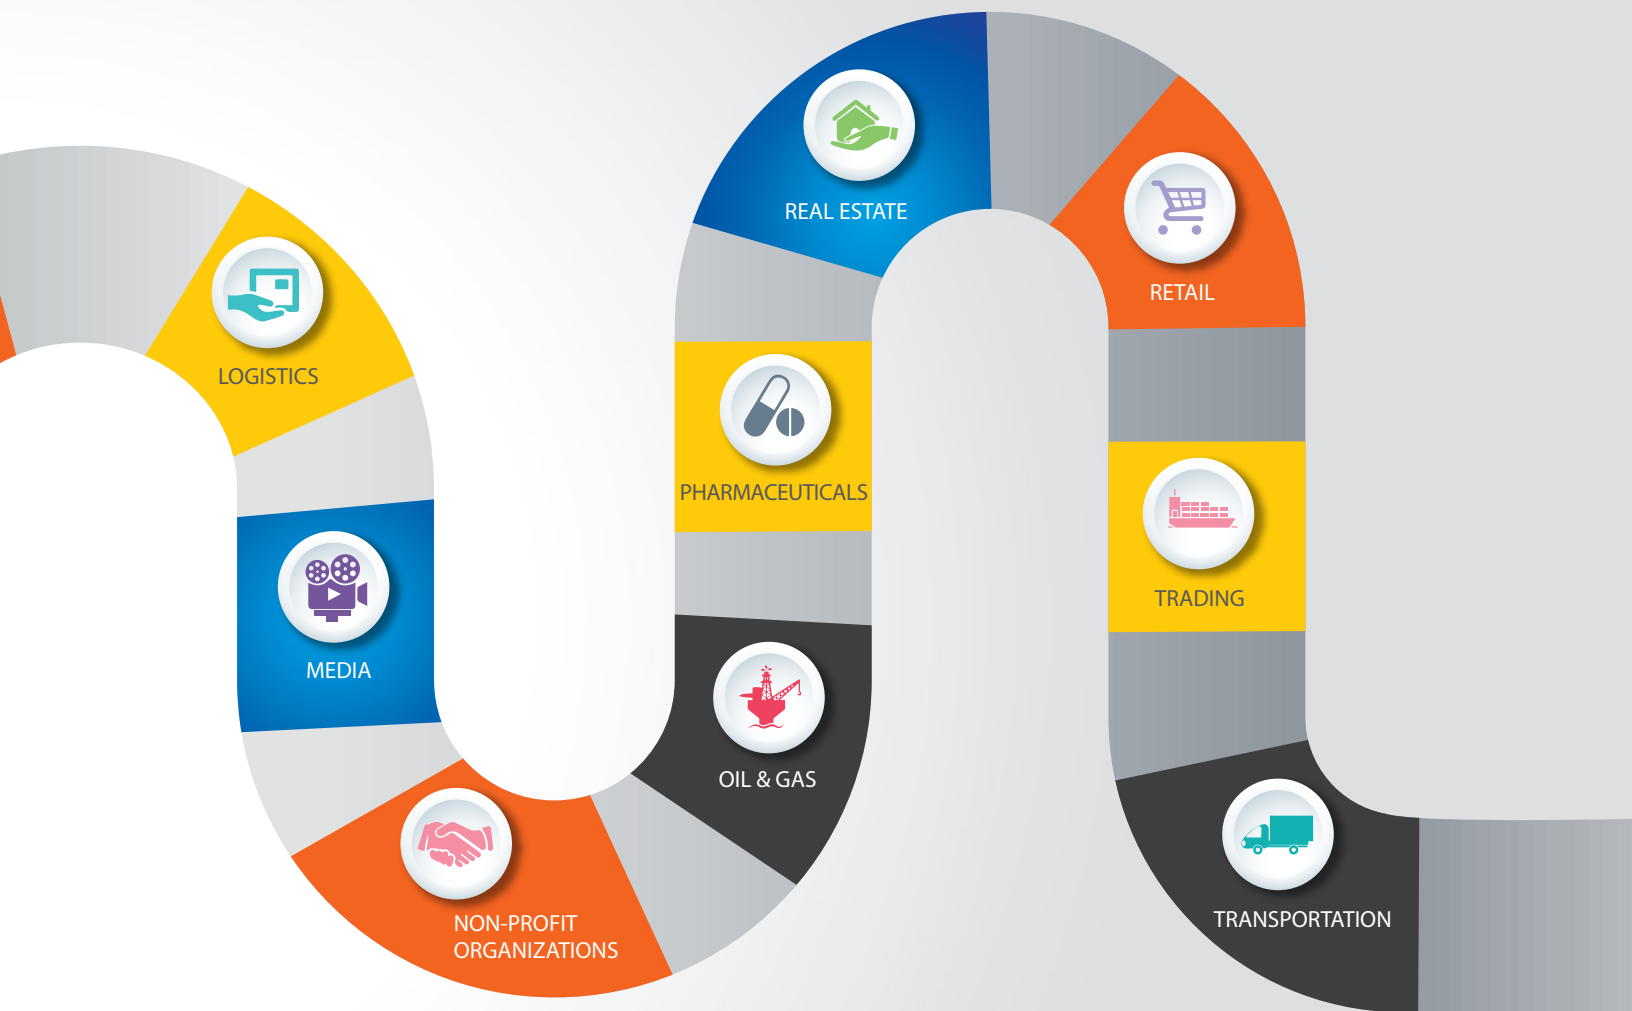 LOGISTICS
MEDIA
NON-PROFIT
ORGANIZATIONS
OIL & GAS
PHARMACEUTICALS
REAL ESTATE
RETAIL
TRADING
TRANSPORTATION